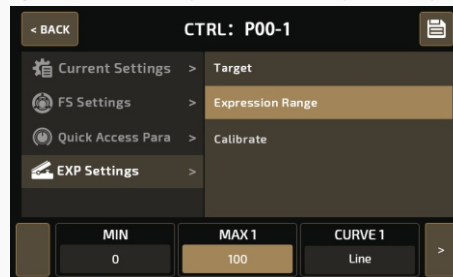 < BACK
CTRL: P00-1
Current Settings >
Target
FS Settings >
Expression Range
Quick Access Para >
Calibrate
EXP Settings >
MIN
MAX 1
CURVE 1
0
100
Line
>